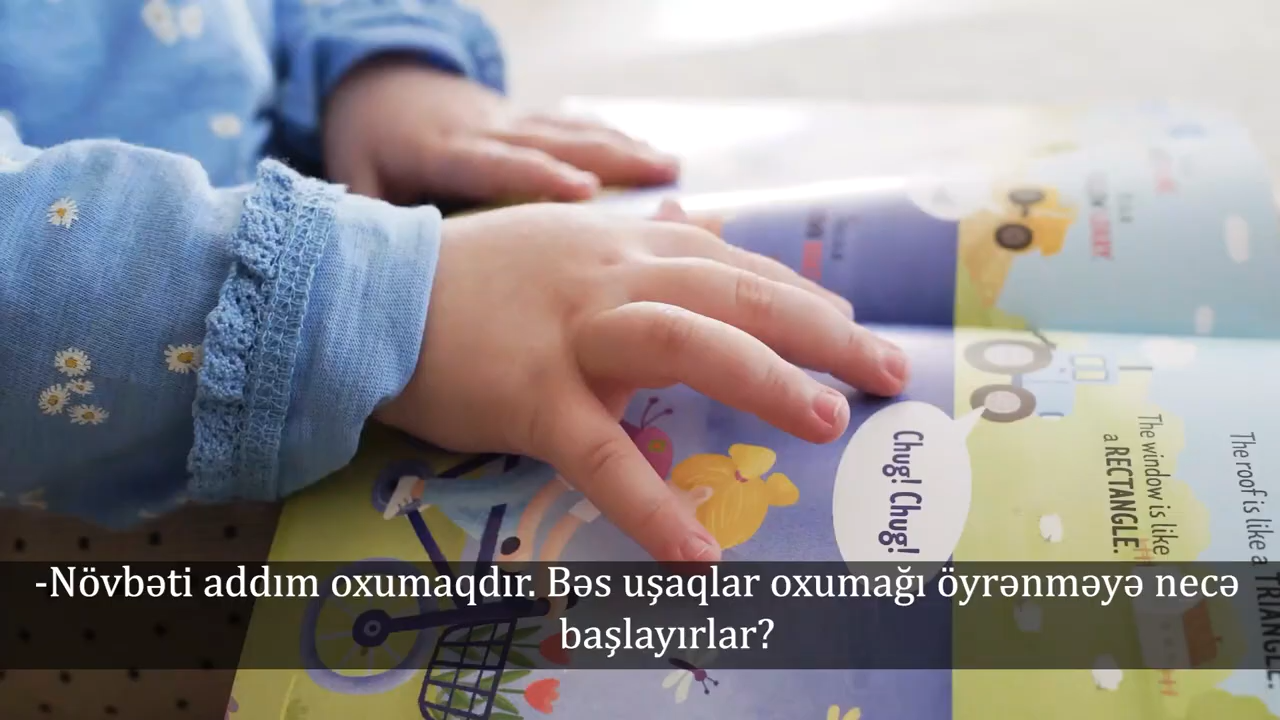 Chug! Chug!
The window is like
a RECTANGLE.
The roof is like a TRIANGLE.
-Növbəti addım oxumaqdır. Bəs uşaqlar oxumağı öyrənməyə necə
başlayırlar?